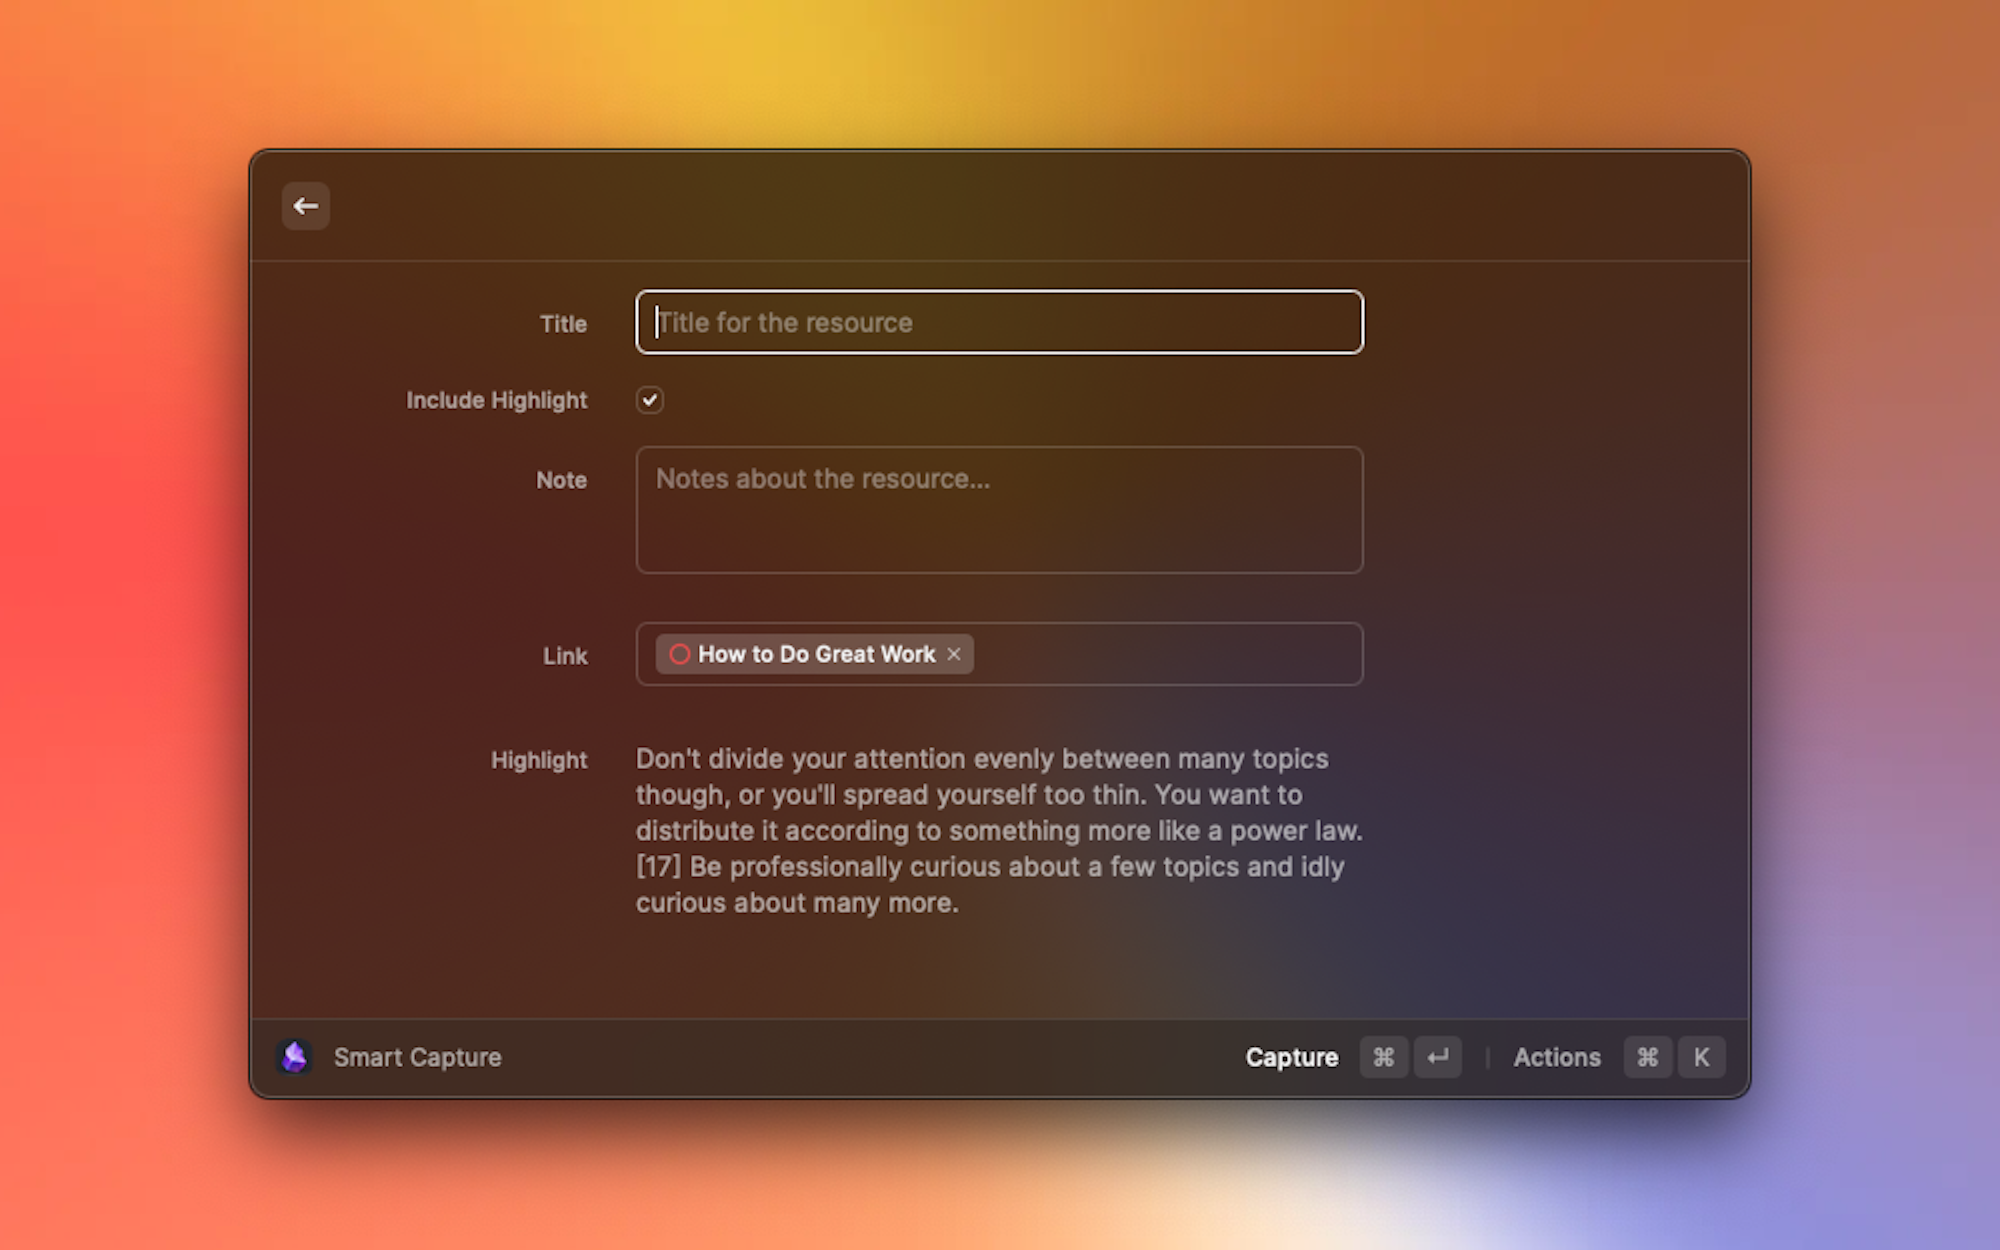 Title
Title for the resource
Include Highlight
Note
Notes about the resource...
Link
How to Do Great Work
Highlight
Don't divide your attention evenly between many topics
though, or you'll spread yourself too thin. You want to
distribute it according to something more like a power law.
[17] Be professionally curious about a few topics and idly
curious about many more.
Smart Capture
Capture ⌘ ↵ | Actions ⌘ K